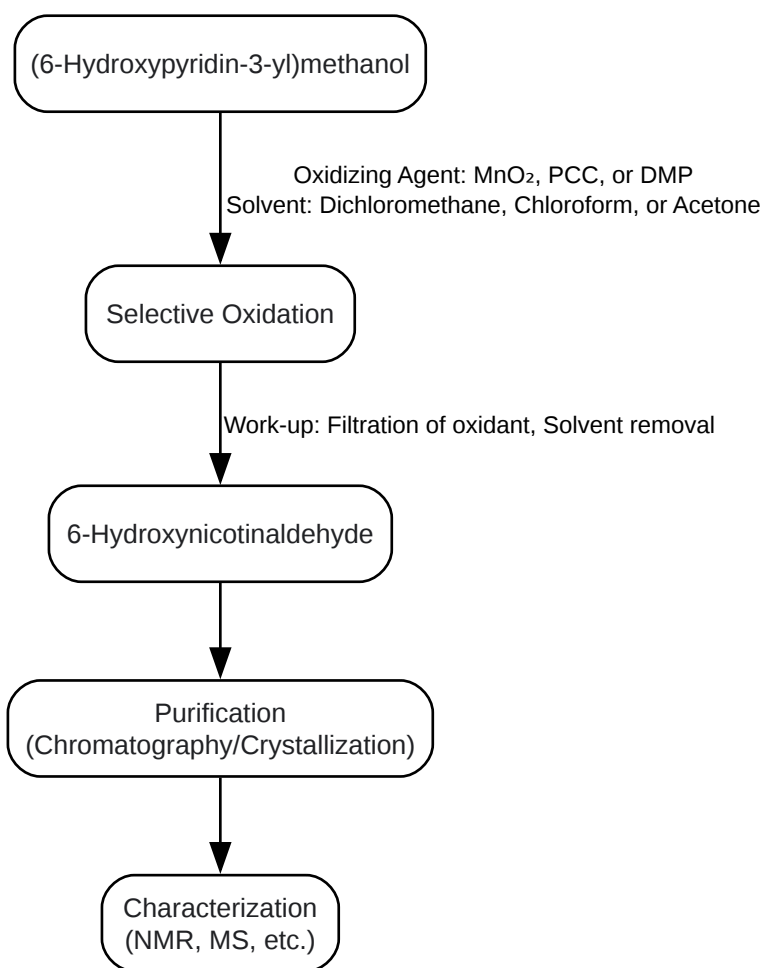 (6-Hydroxypyridin-3-yl)methanol
Oxidizing Agent: MnO₂, PCC, or DMP
Solvent: Dichloromethane, Chloroform, or Acetone
Selective Oxidation
Work-up: Filtration of oxidant, Solvent removal
6-Hydroxynicotinaldehyde
Purification
(Chromatography/Crystallization)
Characterization
(NMR, MS, etc.)